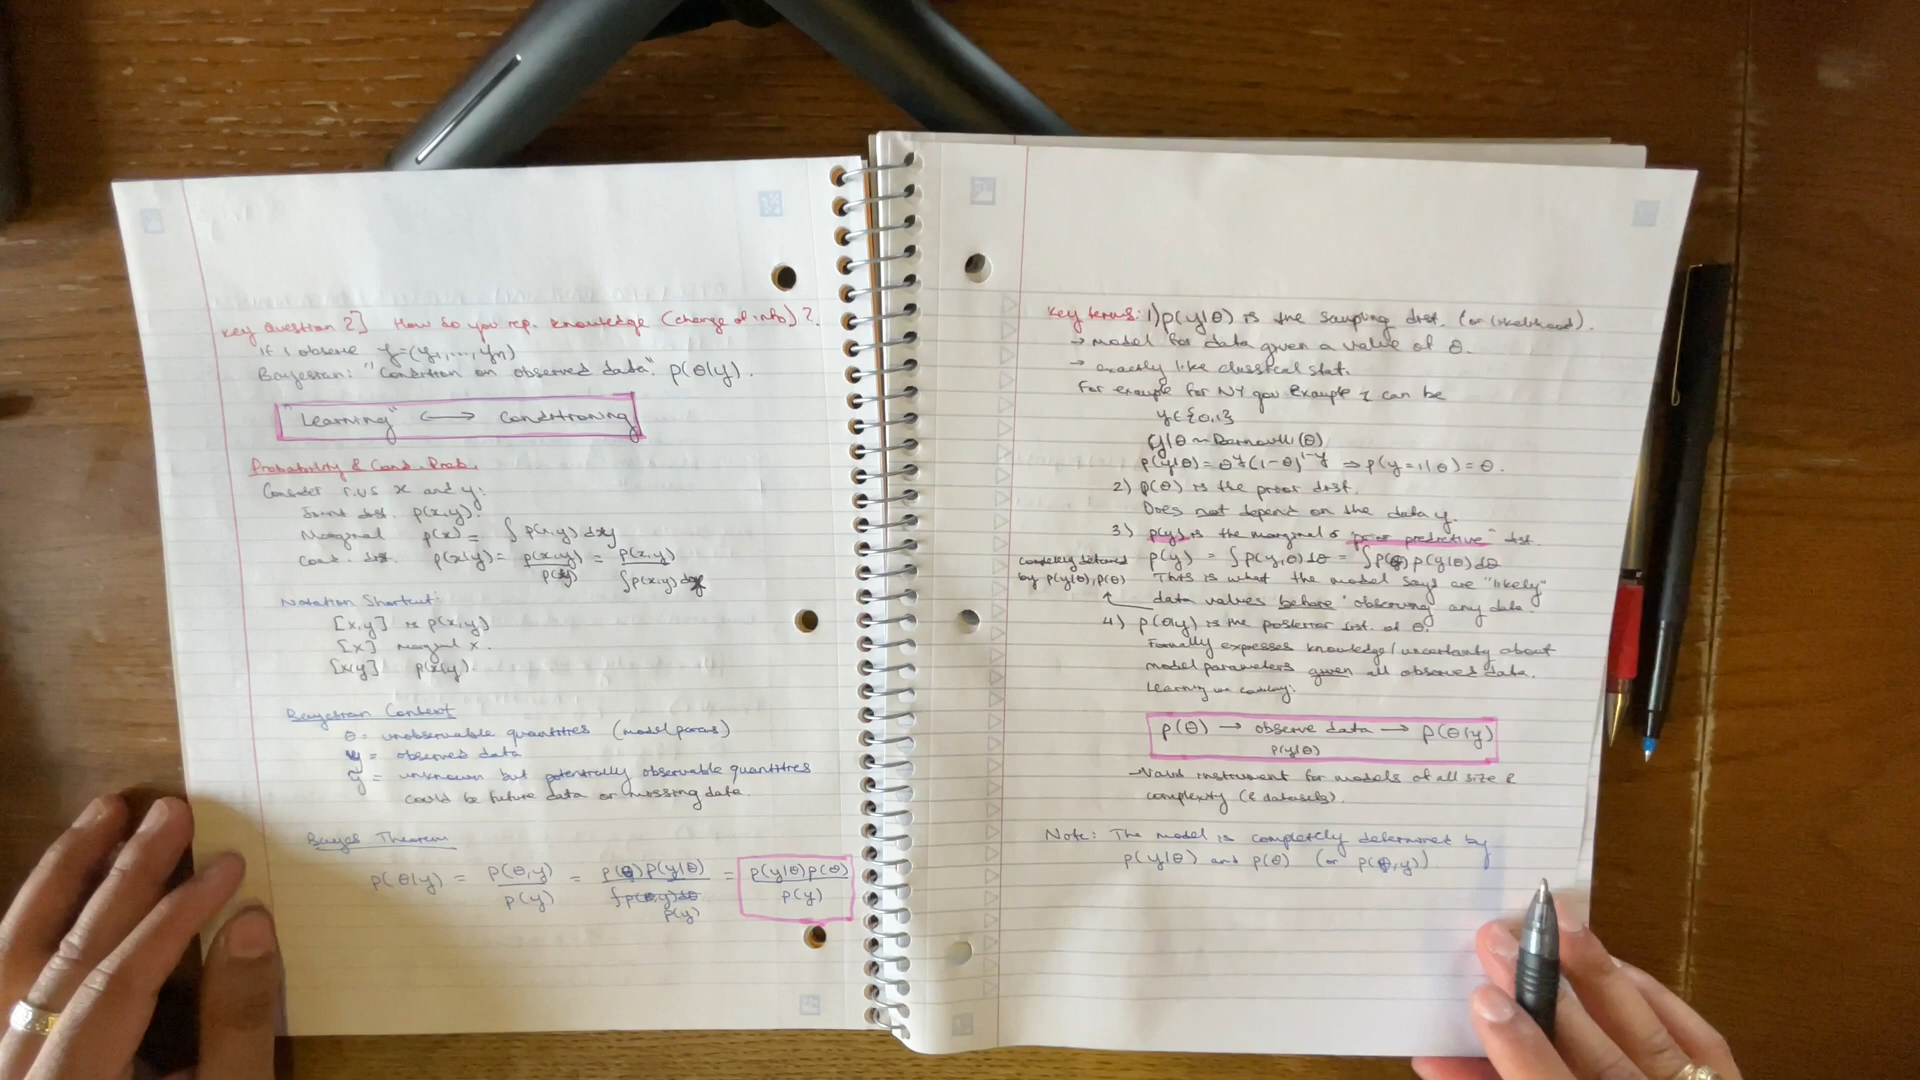 Key Question 2] How do you rep. knowledge (change of info)?
If I observe y=(y₁,...,yₙ)
Bayesian: "Condition on observed data". p(θ|y).
"Learning" ⟷ Conditioning
Probability & Cond. Prob.
Consider r.v.s x and y:
Joint dist. p(x,y).
Marginal p(x) = ∫ p(x,y) dy
Cond. dist. p(x|y) = p(x,y)/p(y) = p(x,y)/∫p(x,y)dx
Notation Shortcut:
[x,y] is p(x,y)
[x] marginal x.
[x|y] p(x|y).
Bayesian Context
θ = unobservable quantities (model params)
y = observed data
ỹ = unknown but potentially observable quantities
could be future data or missing data.
Bayes Theorem
p(θ|y) = p(θ,y)/p(y) = p(θ)p(y|θ)/p(y) = p(y|θ)p(θ)/p(y)
Key terms: 1) p(y|θ) is the sampling dist. (or likelihood).
→ model for data given a value of θ.
→ exactly like classical stat.
For example for NY gov Example 1 can be
y∈{0,1}
y|θ ~ Bernoulli(θ)
p(y|θ) = θ^y(1-θ)^1-y ⇒ p(y=1|θ) = θ.
2) p(θ) is the prior dist.
Does not depend on the data y.
3) p(y) is the marginal or "prior predictive" dist.
completely determined p(y) = ∫p(y,θ)dθ = ∫p(θ)p(y|θ)dθ
by p(y|θ), p(θ) This is what the model says are "likely"
data values before observing any data.
4) p(θ|y) is the posterior dist. of θ.
Formally expresses knowledge/uncertainty about
model parameters given all observed data.
Learning
p(θ) → observe data → p(θ|y)
p(y|θ)
→ Valid instrument for models of all size &
complexity (& datasets).
Note: The model is completely determined by
p(y|θ) and p(θ) (or p(θ,y))